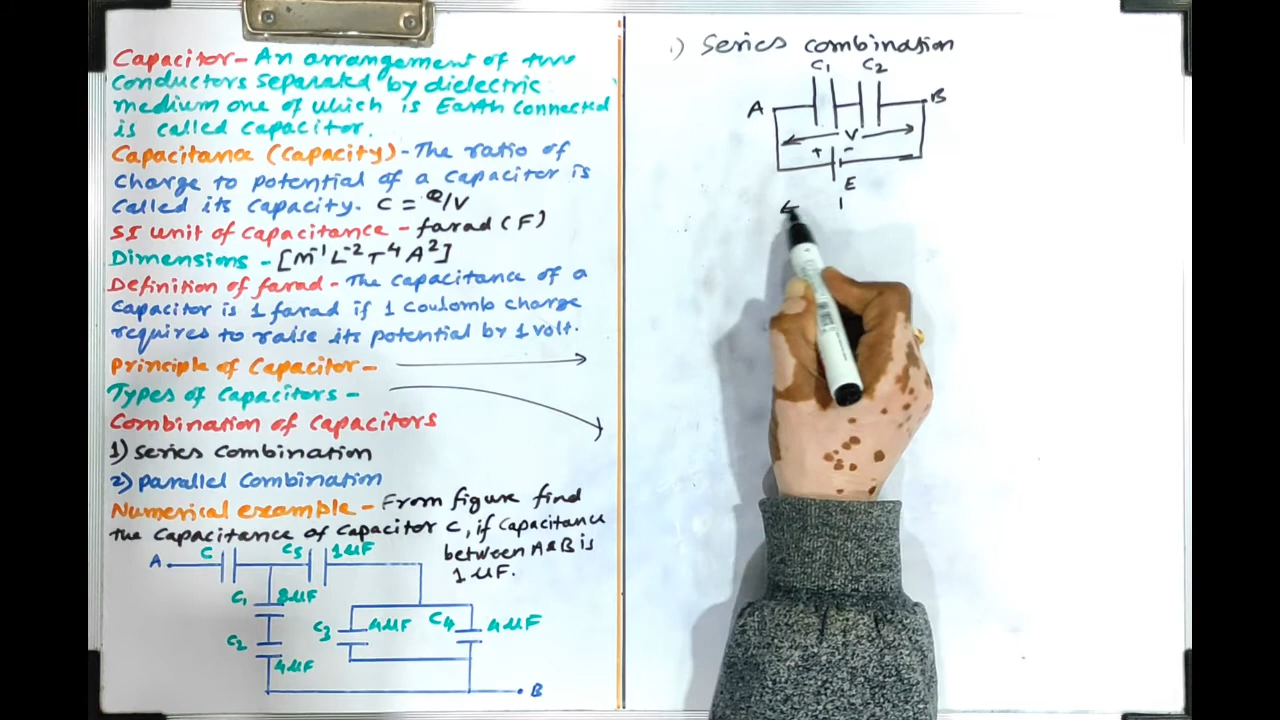 Capacitor- An arrangement of two
conductors separated by dielectric
medium one of which is Earth connected
is called capacitor.
Capacitance (Capacity)- The ratio of
charge to potential of a capacitor is
called its capacity. C = Q/V
SI unit of capacitance - farad (F)
Dimensions - [M⁻¹ L⁻² T⁴ A²]
Definition of farad - The capacitance of a
capacitor is 1 farad if 1 coulomb charge
requires to raise its potential by 1 volt.
Principle of Capacitor-
Types of Capacitors-
Combination of Capacitors
1) Series Combination
2) parallel Combination
Numerical example - From figure find
the capacitance of capacitor C, if capacitance
between A & B is
1 μF.
A C C5 1μF
C1 8μF
C3 4μF C4 4μF
C2
4μF
B
1) Series combination
C1 C2
A B
V
+ -
E